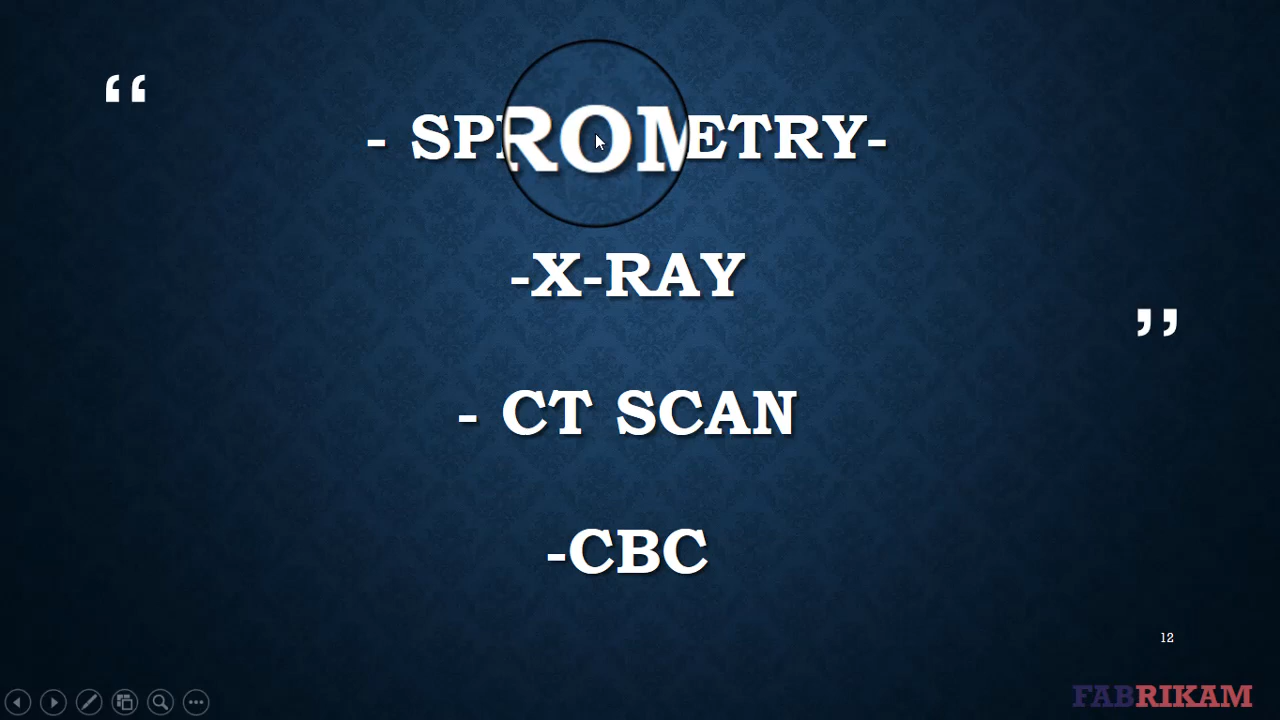 “
- SPIROMETRY-
-X-RAY
”
- CT SCAN
-CBC
12
FABRIKAM